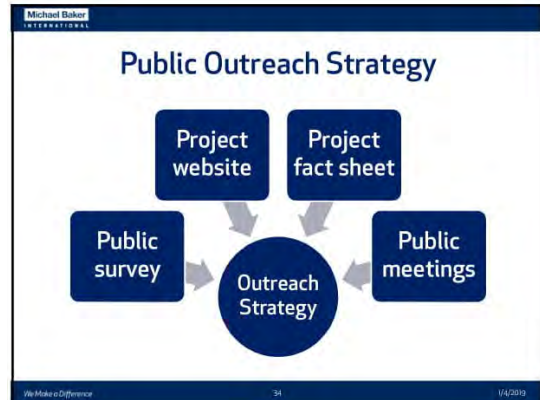 Michael Baker
INTERNATIONAL
Public Outreach Strategy
Project
website
Project
fact sheet
Public
survey
Public
meetings
Outreach
Strategy
We Make a Difference
34
1/4/2019